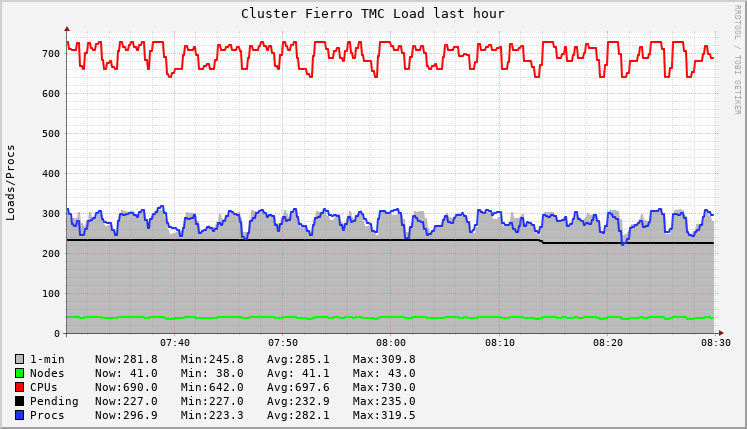 Cluster Fierro TMC Load last hour
RRDTOOL / TOBI OETIKER
Loads/Procs
700
600
500
400
300
200
100
0
07:40 07:50 08:00 08:10 08:20 08:30
1-min Now:281.8 Min:245.8 Avg:285.1 Max:309.8
Nodes Now: 41.0 Min: 38.0 Avg: 41.1 Max: 43.0
CPUs Now:690.0 Min:642.0 Avg:697.6 Max:730.0
Pending Now:227.0 Min:227.0 Avg:232.9 Max:235.0
Procs Now:296.9 Min:223.3 Avg:282.1 Max:319.5